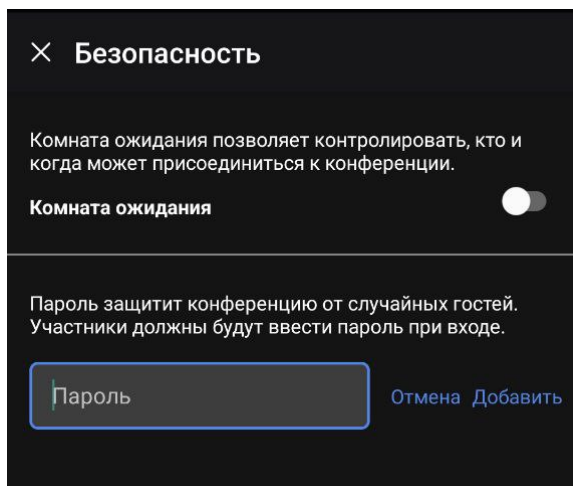 Безопасность
Комната ожидания позволяет контролировать, кто и
когда может присоединиться к конференции.
Комната ожидания
Пароль защитит конференцию от случайных гостей.
Участники должны будут ввести пароль при входе.
Пароль Отмена Добавить